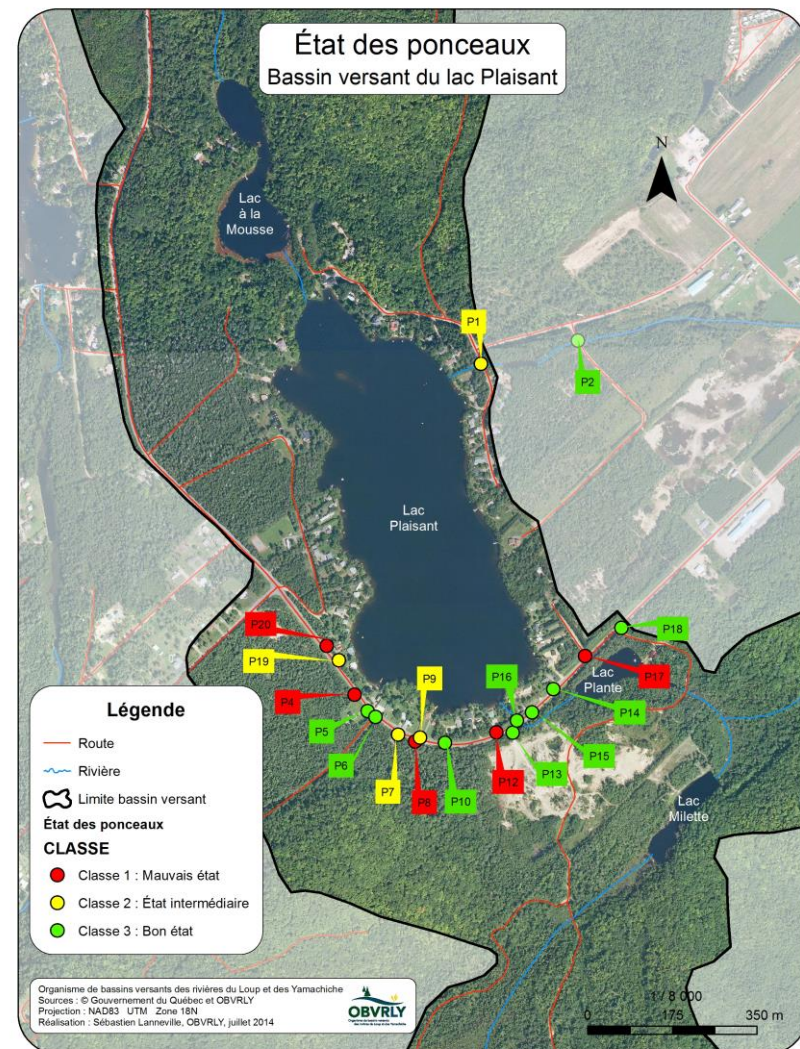 État des ponceaux
Bassin versant du lac Plaisant
N
Lac
à la
Mousse
P1
P2
Lac
Plaisant
P20
P19
P18
P9
P16
Lac
Plante
P17
P4
P14
P5
P15
P6
P7
P8
P10
P12
P13
Lac
Milette
Légende
Route
Rivière
Limite bassin versant
État des ponceaux
CLASSE
Classe 1 : Mauvais état
Classe 2 : État intermédiaire
Classe 3 : Bon état
Organisme de bassins versants des rivières du Loup et des Yamachiche
Sources : © Gouvernement du Québec et OBVRLY
Projection : NAD83 UTM Zone 18N
Réalisation : Sébastien Lanneville, OBVRLY, juillet 2014
OBVRLY
1 / 8 000
0 175 350 m